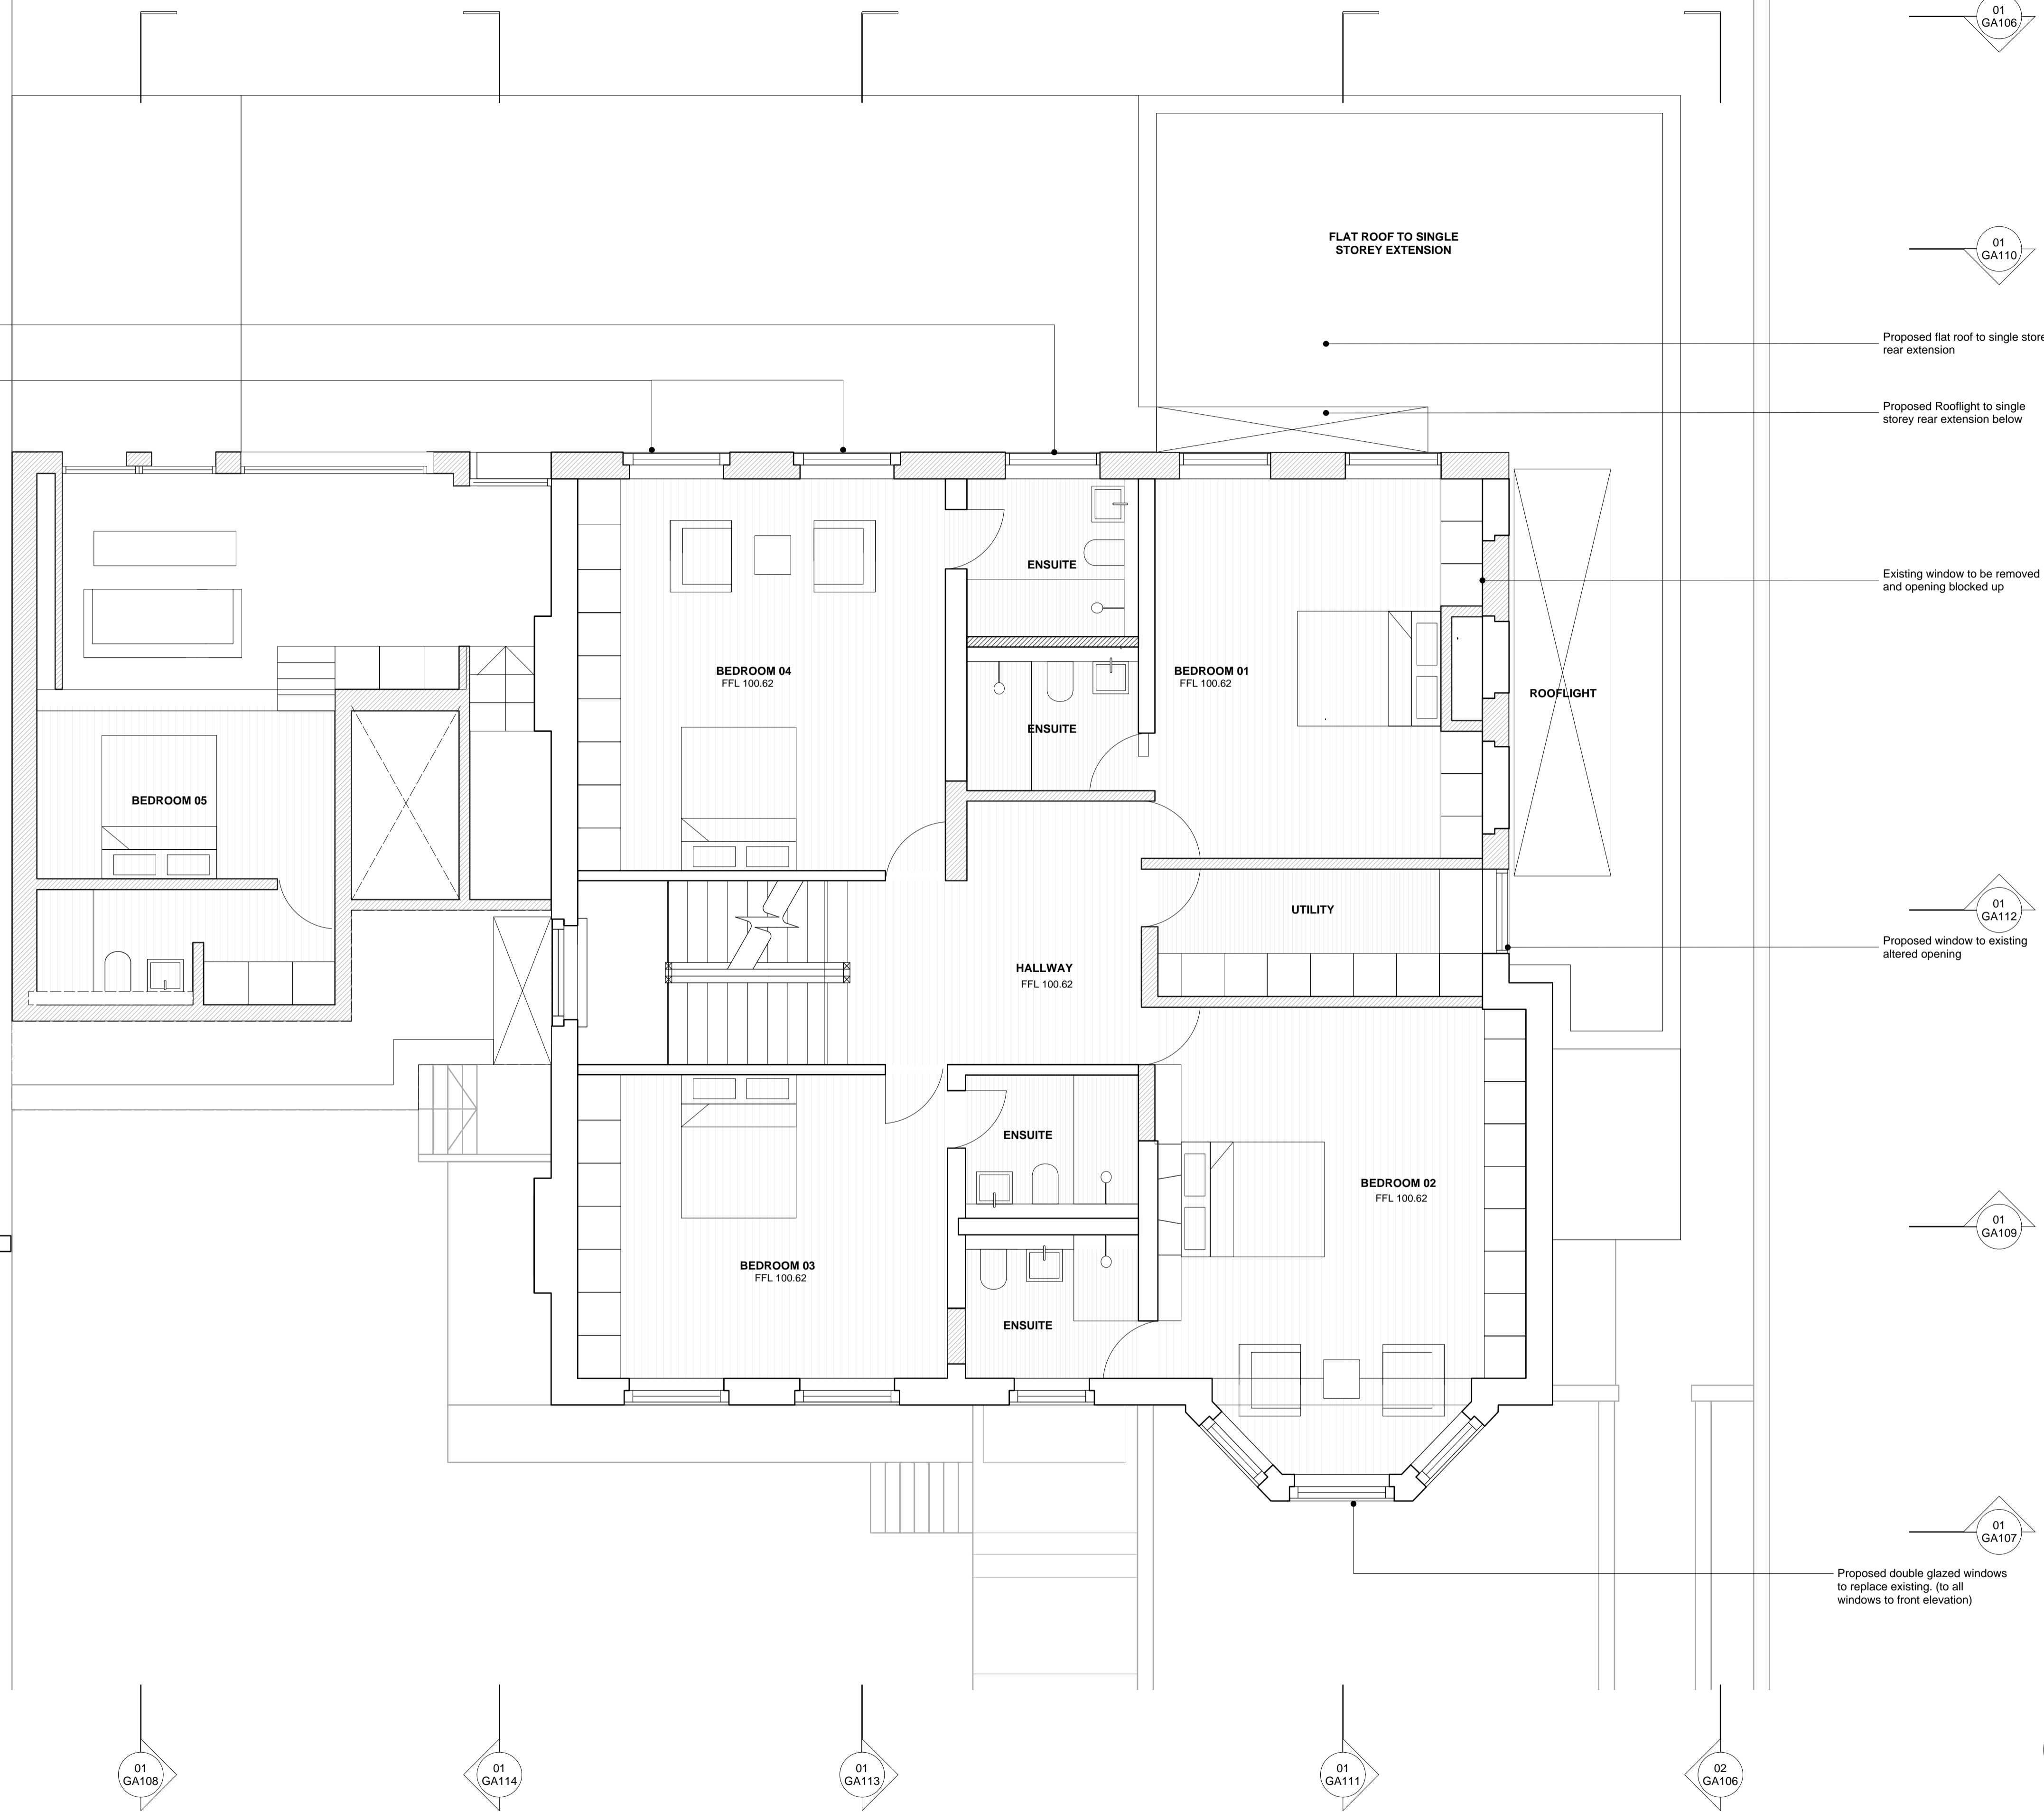 01
GA106
FLAT ROOF TO SINGLE
STOREY EXTENSION
01
GA110
Proposed flat roof to single store
rear extension
Proposed Rooflight to single
storey rear extension below
ENSUITE
Existing window to be removed
and opening blocked up
BEDROOM 04
FFL 100.62
BEDROOM 01
FFL 100.62
ROOFLIGHT
ENSUITE
BEDROOM 05
UTILITY
01
GA112
Proposed window to existing
altered opening
HALLWAY
FFL 100.62
ENSUITE
BEDROOM 02
FFL 100.62
01
GA109
BEDROOM 03
FFL 100.62
ENSUITE
01
GA107
Proposed double glazed windows
to replace existing. (to all
windows to front elevation)
01
GA108
01
GA114
01
GA113
01
GA111
02
GA106